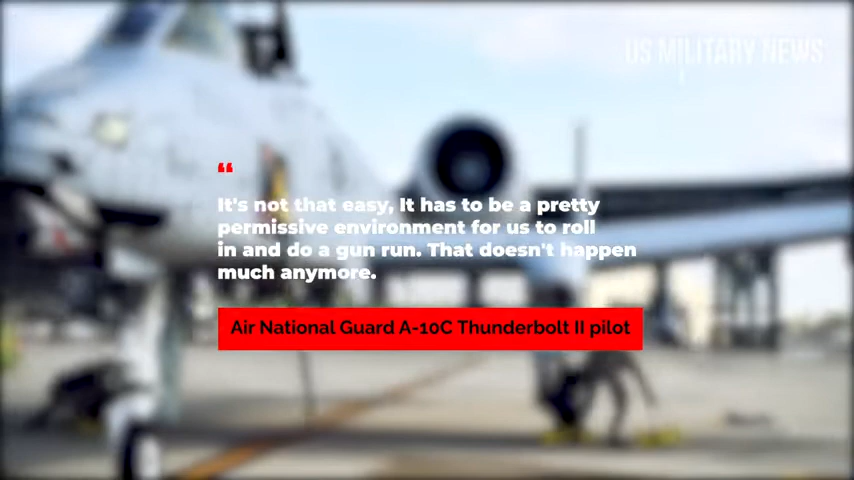 US MILITARY NEWS
“
It's not that easy, It has to be a pretty
permissive environment for us to roll
in and do a gun run. That doesn't happen
much anymore.
Air National Guard A-10C Thunderbolt II pilot